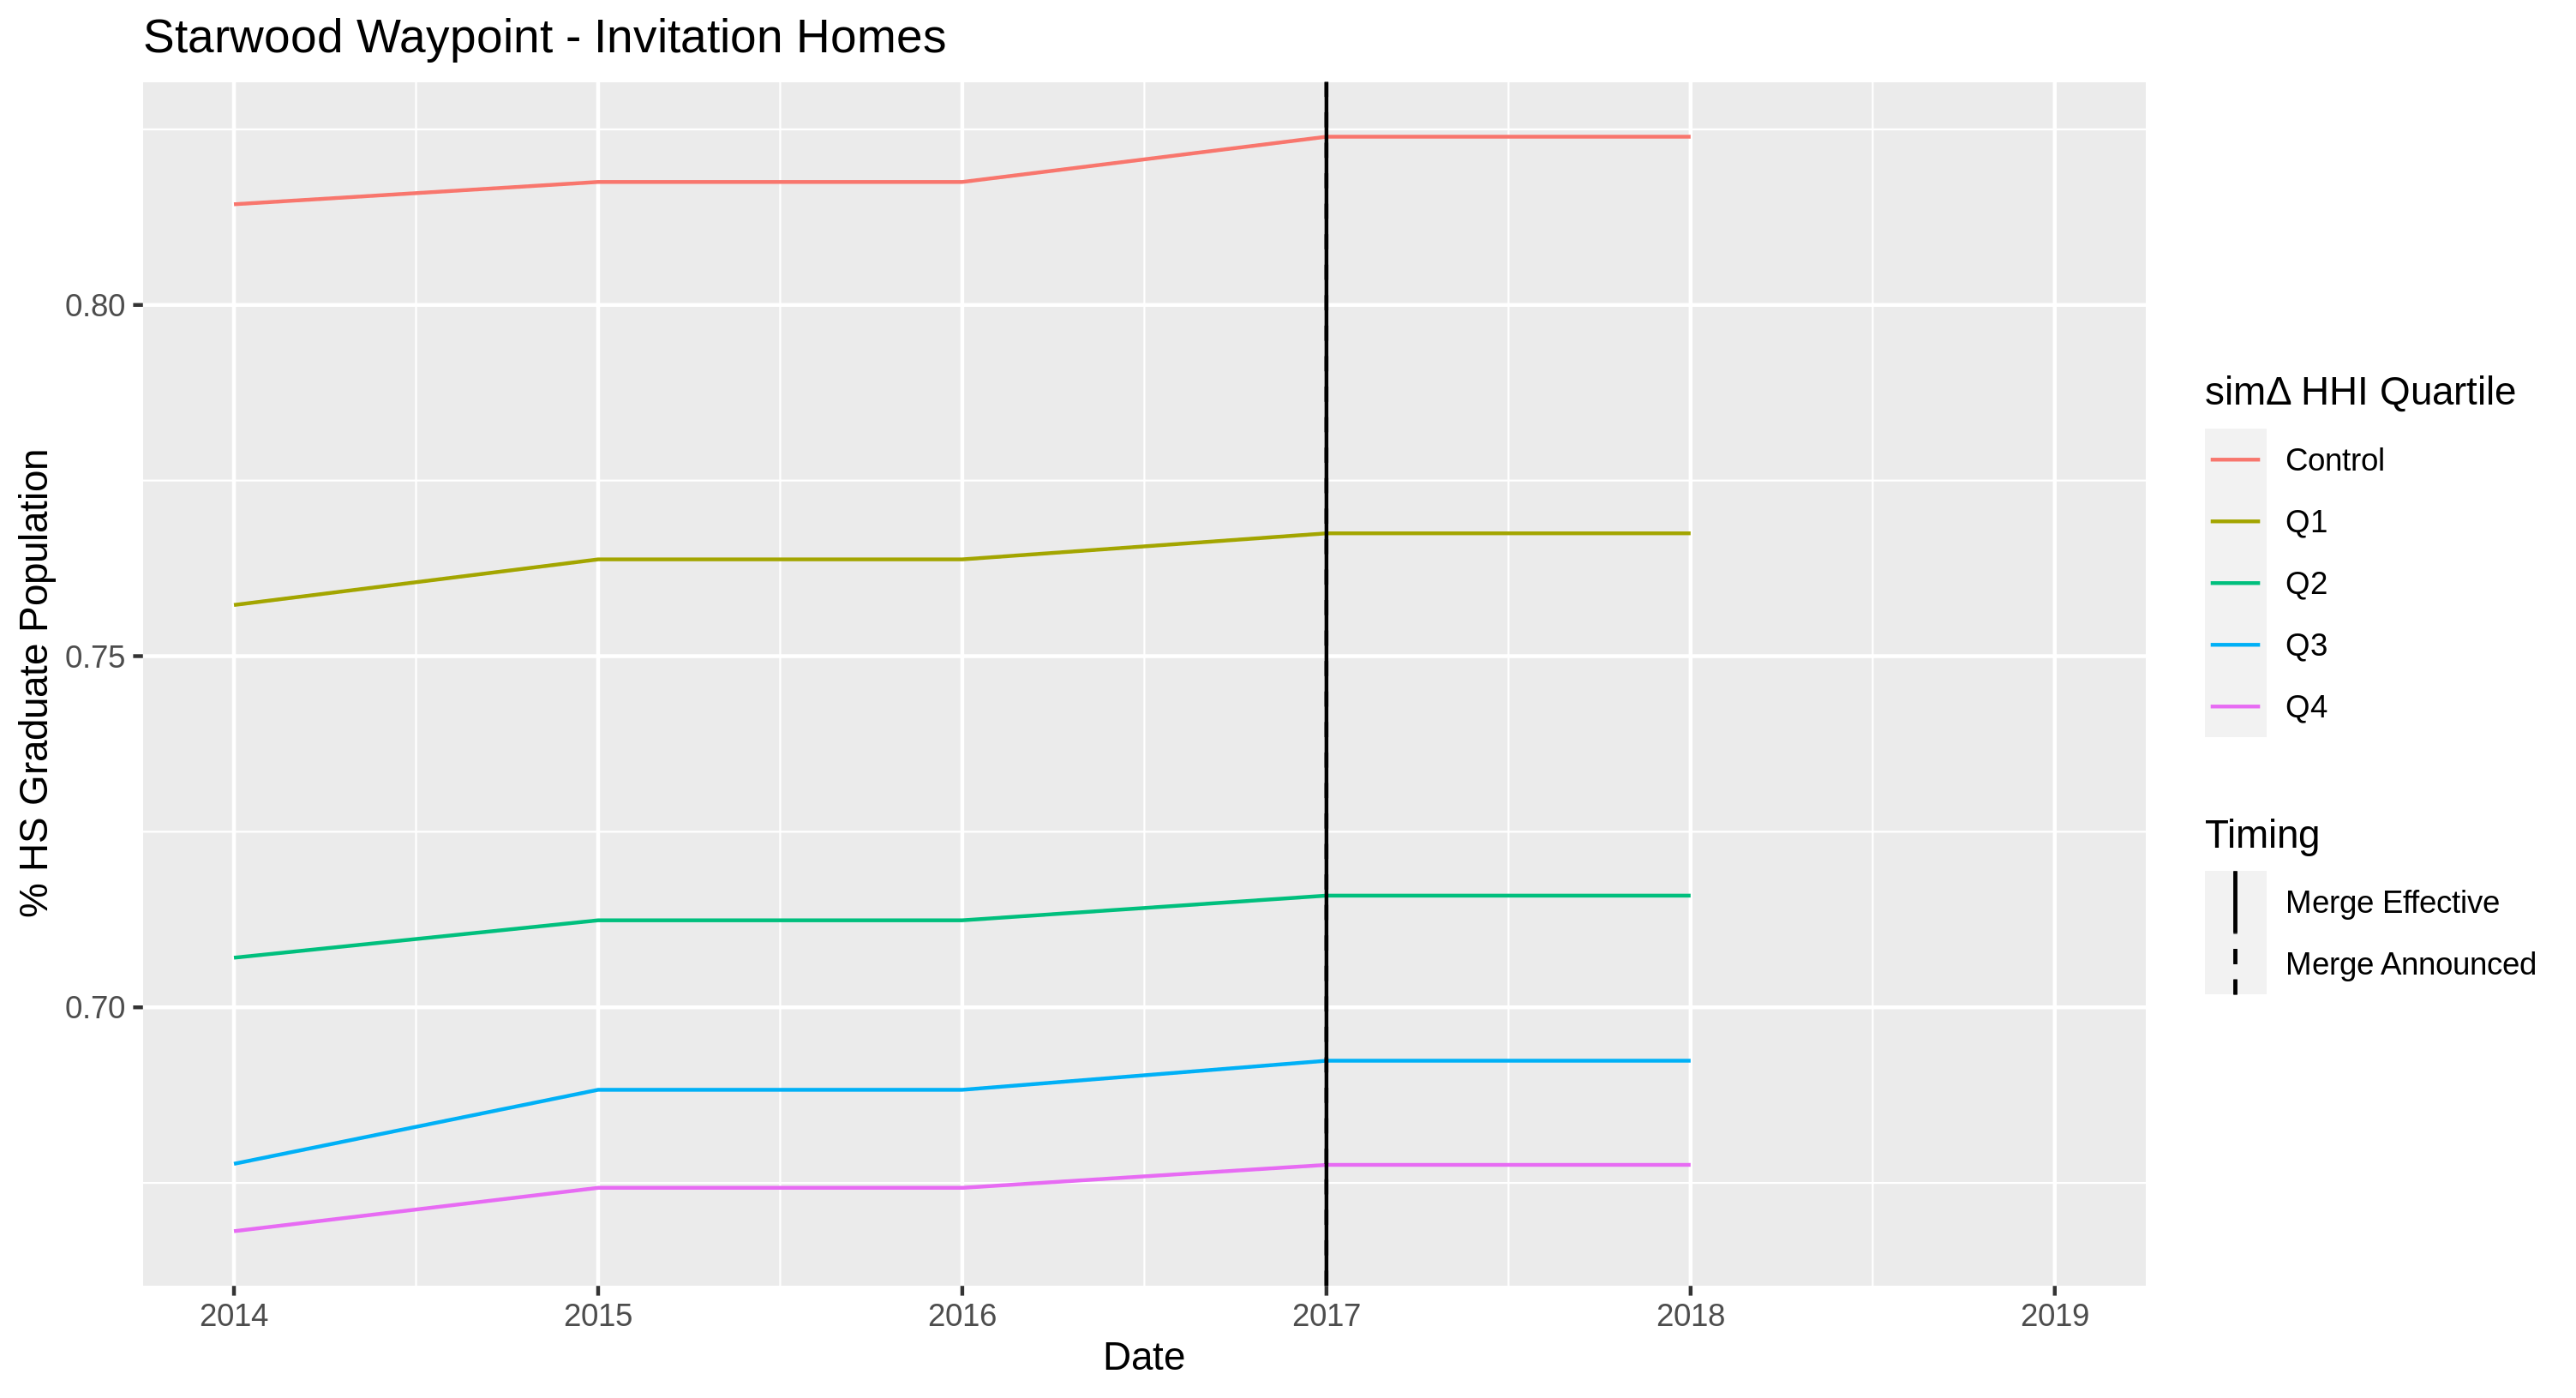 Starwood Waypoint - Invitation Homes
% HS Graduate Population
0.80
0.75
0.70
2014 2015 2016 2017 2018 2019
Date
simΔ HHI Quartile
Control
Q1
Q2
Q3
Q4
Timing
Merge Effective
Merge Announced